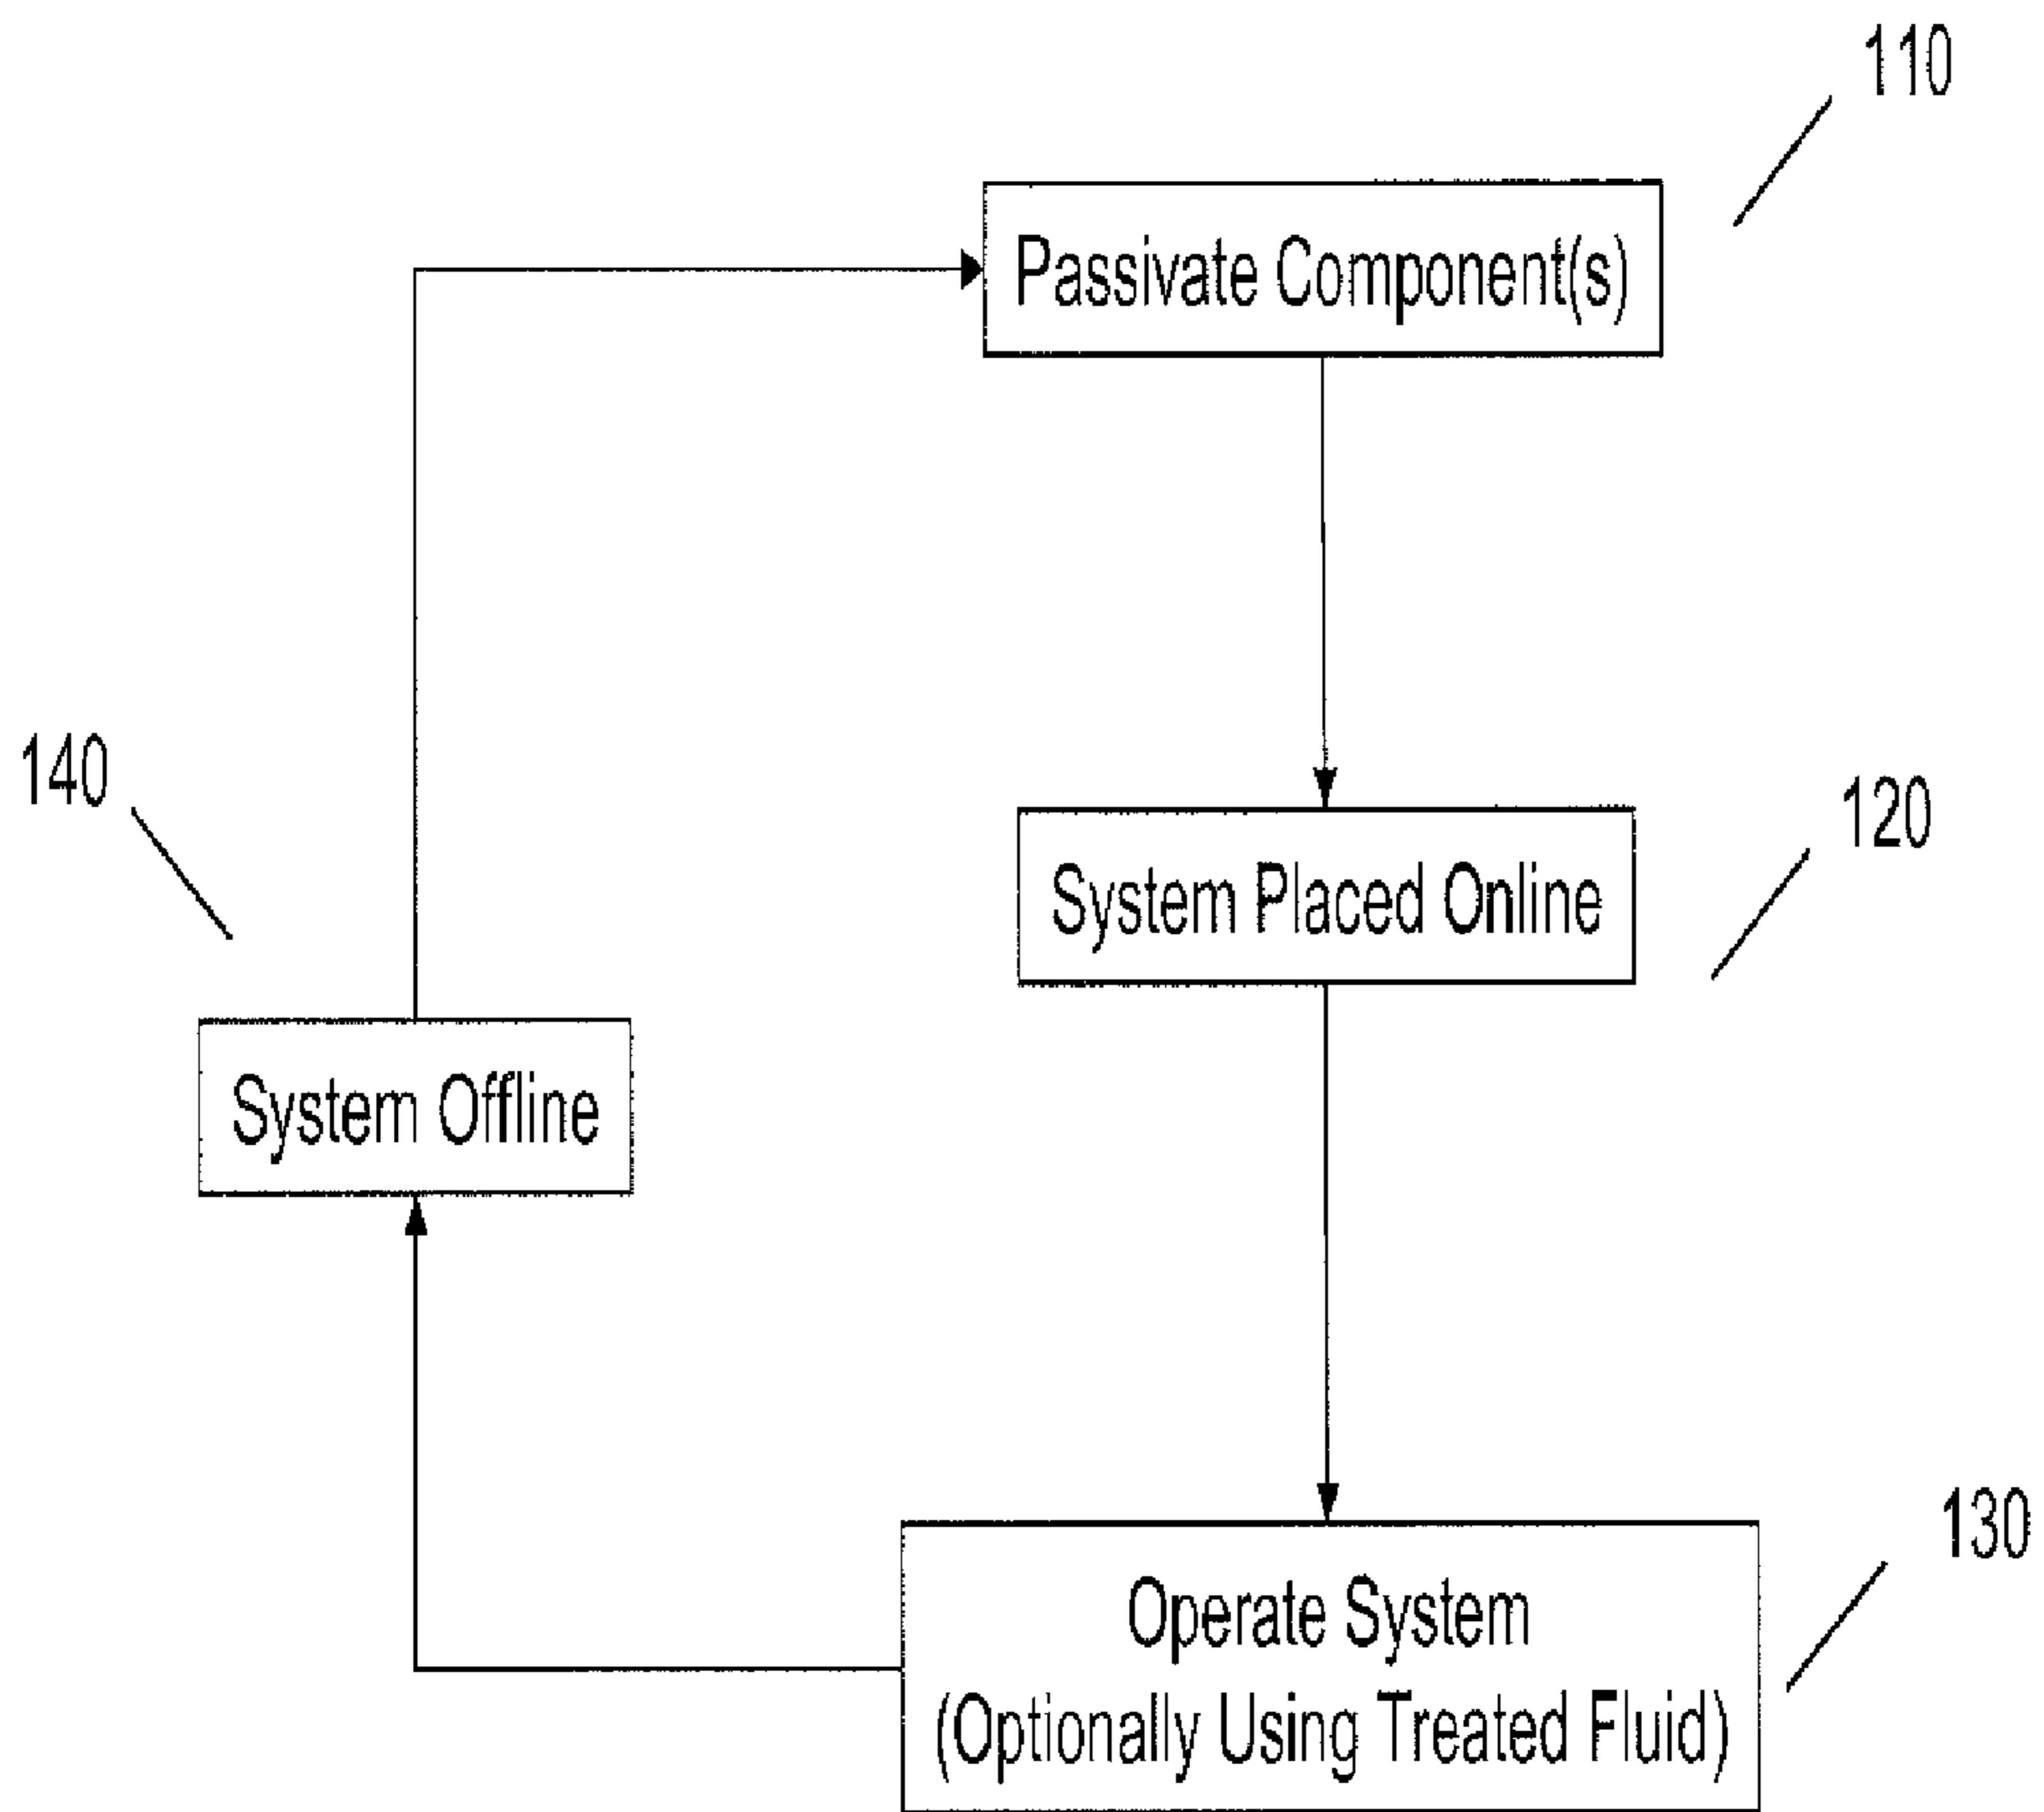 110
Passivate Component(s)
140
120
System Placed Online
System Offline
130
Operate System
(Optionally Using Treated Fluid)